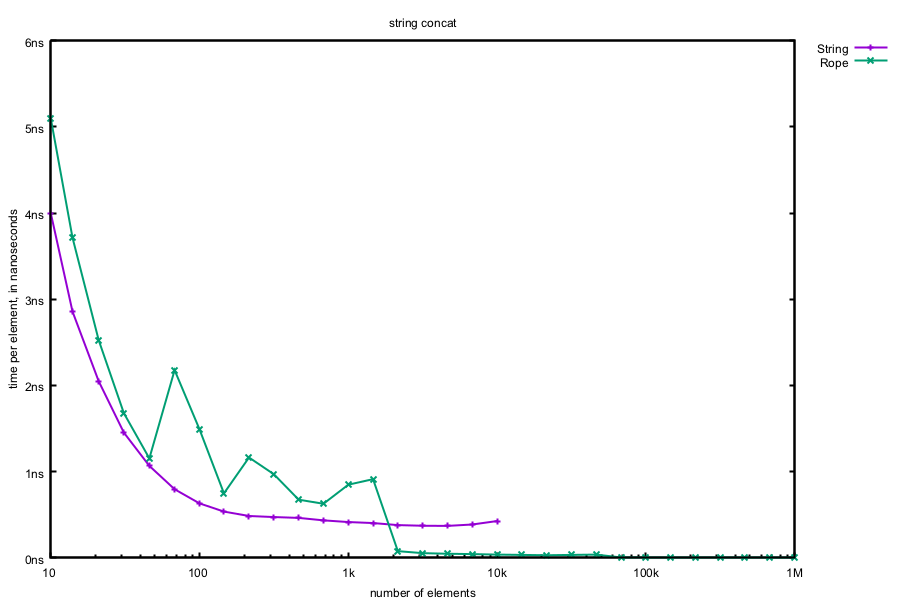 string concat
String
Rope
6ns
5ns
4ns
3ns
2ns
1ns
0ns
time per element, in nanoseconds
10 100 1k 10k 100k 1M
number of elements